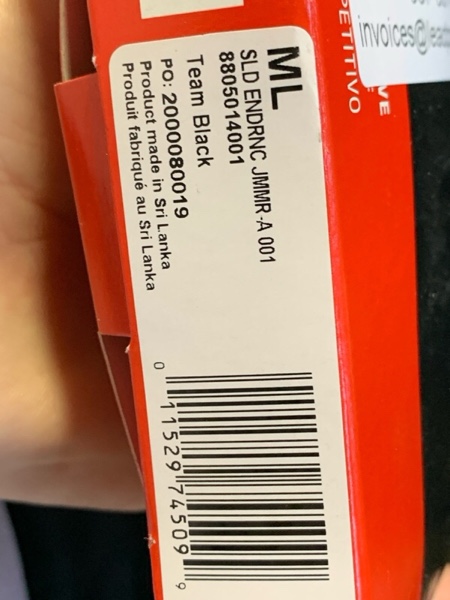 ML
SLD ENDRNC JMMR-A 001
8805014001
Team Black
PO: 2000080019
Product made in Sri Lanka
Produit fabriqué au Sri Lanka
0 11529 74509 9
invoices@